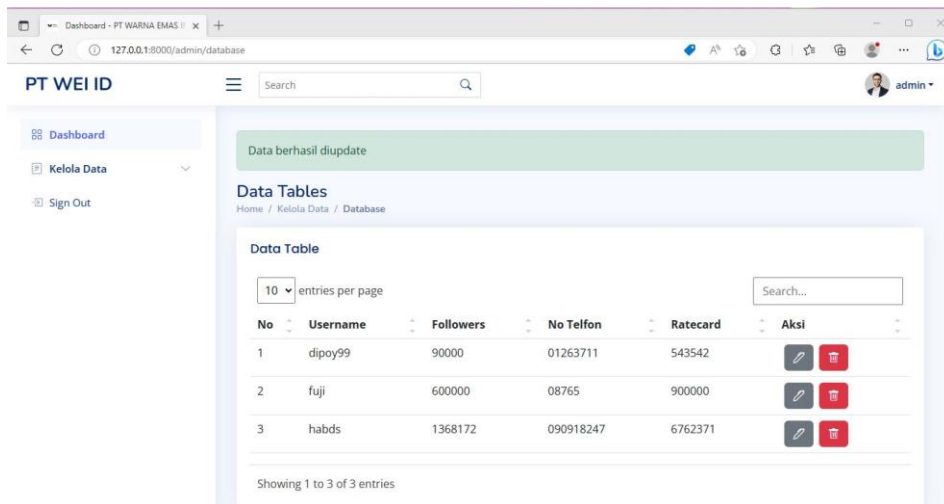 Dashboard - PT WARNA EMAS I
127.0.0.1:8000/admin/database
PT WEI ID
Search
admin
Dashboard
Kelola Data
Sign Out
Data berhasil diupdate
Data Tables
Home / Kelola Data / Database
Data Table
10 entries per page
Search...
No Username Followers No Telfon Ratecard Aksi
1 dipoy99 90000 01263711 543542
2 fuji 600000 08765 900000
3 habds 1368172 090918247 6762371
Showing 1 to 3 of 3 entries